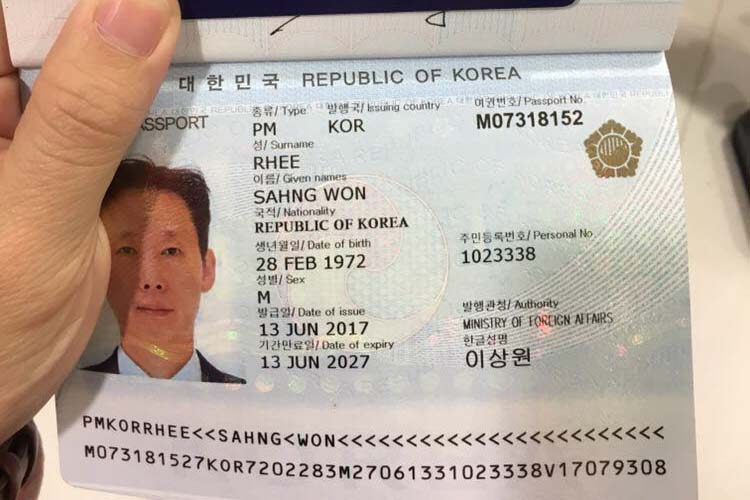 대한민국 REPUBLIC OF KOREA
PASSPORT
종류/ Type 발행국/ Issuing country 여권번호/ Passport No.
PM KOR M07318152
성/ Surname
RHEE
이름/ Given names
SAHNG WON
국적/ Nationality
REPUBLIC OF KOREA
생년월일/ Date of birth 주민등록번호/ Personal No.
28 FEB 1972 1023338
성별/ Sex
M
발급일/ Date of issue 발행관청/ Authority
13 JUN 2017 MINISTRY OF FOREIGN AFFAIRS
기간만료일/ Date of expiry 한글성명
13 JUN 2027 이상원
PMKORRHEE<<SAHNG<WON<<<<<<<<<<<<<<<<<<<<<<<<
M073181527KOR7202283M27061331023338V17079308